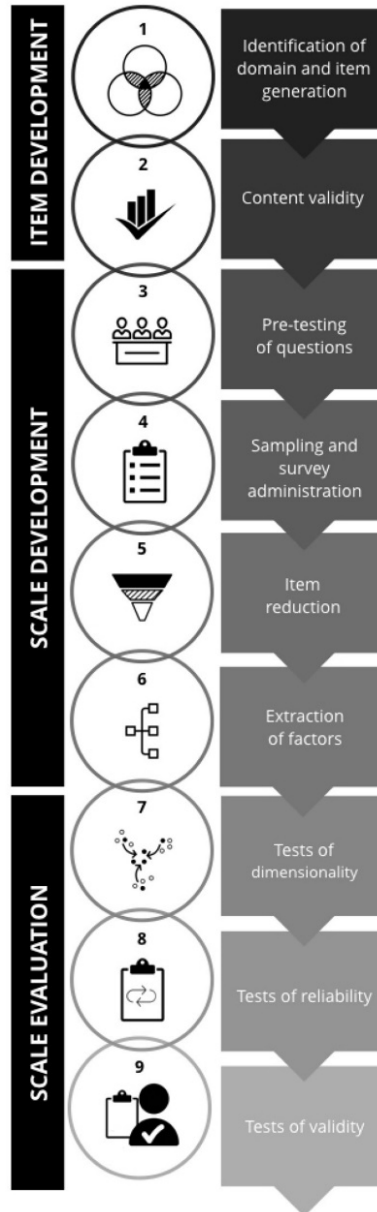 ITEM DEVELOPMENT
1
Identification of
domain and item
generation
2
Content validity
SCALE DEVELOPMENT
3
Pre-testing
of questions
4
Sampling and
survey
administration
5
Item
reduction
6
Extraction
of factors
SCALE EVALUATION
7
Tests of
dimensionality
8
Tests of reliability
9
Tests of validity